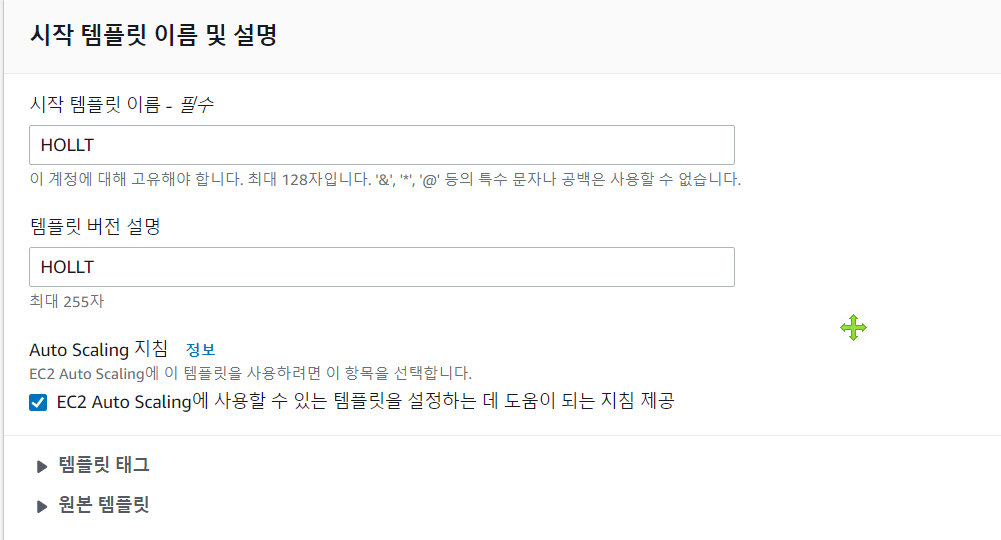 시작 템플릿 이름 및 설명
시작 템플릿 이름 - 필수
HOLLT
이 계정에 대해 고유해야 합니다. 최대 128자입니다. '&', '*', '@' 등의 특수 문자나 공백은 사용할 수 없습니다.
템플릿 버전 설명
HOLLT
최대 255자
Auto Scaling 지침 정보
EC2 Auto Scaling에 이 템플릿을 사용하려면 이 항목을 선택합니다.
EC2 Auto Scaling에 사용할 수 있는 템플릿을 설정하는 데 도움이 되는 지침 제공
템플릿 태그
원본 템플릿